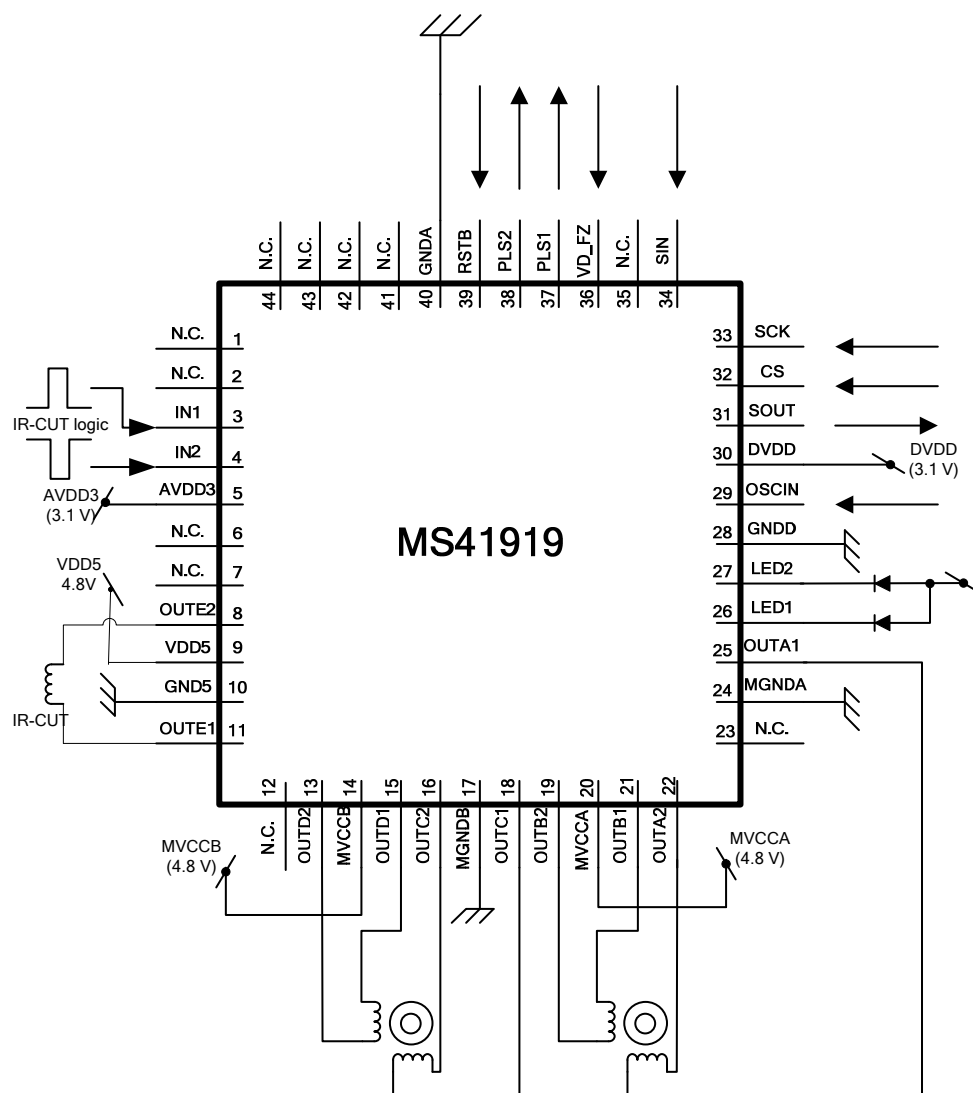 N.C.
N.C.
N.C.
N.C.
GNDA
RSTB
PLS2
PLS1
VD_FZ
N.C.
SIN
44
43
42
41
40
39
38
37
36
35
34
N.C. 1
N.C. 2
IN1 3
IN2 4
AVDD3 5
N.C. 6
N.C. 7
OUTE2 8
VDD5 9
GND5 10
OUTE1 11
IR-CUT logic
AVDD3
(3.1 V)
VDD5
4.8V
IR-CUT
MS41919
33 SCK
32 CS
31 SOUT
30 DVDD
29 OSCIN
28 GNDD
27 LED2
26 LED1
25 OUTA1
24 MGNDA
23 N.C.
DVDD
(3.1 V)
12
13
14
15
16
17
18
19
20
21
22
N.C.
OUTD2
MVCCB
OUTD1
OUTC2
MGNDB
OUTC1
OUTB2
MVCCA
OUTB1
OUTA2
MVCCB
(4.8 V)
MVCCA
(4.8 V)